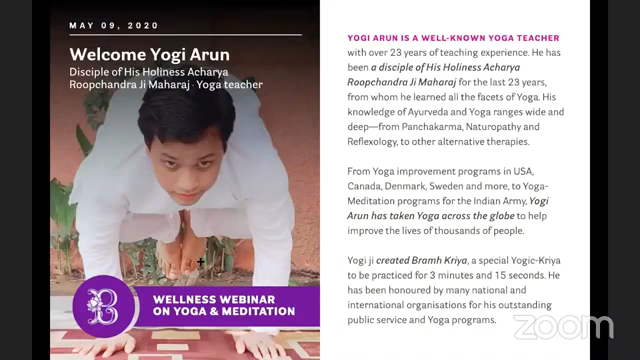 MAY 09, 2020
Welcome Yogi Arun
Disciple of His Holiness Acharya
Roopchandra Ji Maharaj · Yoga teacher
WELLNESS WEBINAR
ON YOGA & MEDITATION
YOGI ARUN IS A WELL-KNOWN YOGA TEACHER
with over 23 years of teaching experience. He has
been a disciple of His Holiness Acharya
Roopchandra Ji Maharaj for the last 23 years,
from whom he learned all the facets of Yoga. His
knowledge of Ayurveda and Yoga ranges wide and
deep—from Panchakarma, Naturopathy and
Reflexology, to other alternative therapies.
From Yoga improvement programs in USA,
Canada, Denmark, Sweden and more, to Yoga-
Meditation programs for the Indian Army, Yogi
Arun has taken Yoga across the globe to help
improve the lives of thousands of people.
Yogi ji created Bramh Kriya, a special Yogic-Kriya
to be practiced for 3 minutes and 15 seconds. He
has been honoured by many national and
international organisations for his outstanding
public service and Yoga programs.
zoom